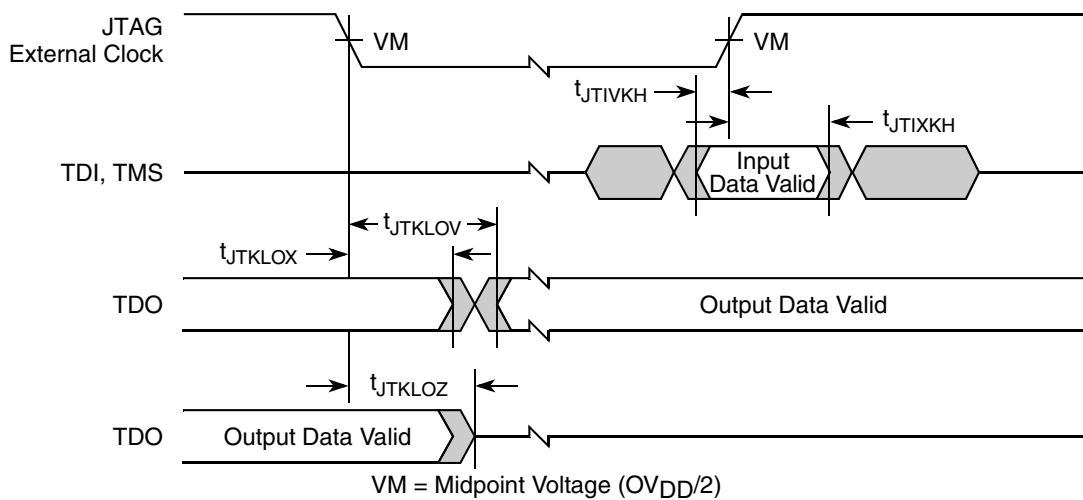 JTAG
External Clock
VM
VM
tJTIVKH
tJTIXKH
TDI, TMS
Input
Data Valid
tJTKLOV
tJTKLOX
TDO
Output Data Valid
tJTKLOZ
TDO
Output Data Valid
VM = Midpoint Voltage (OVDD/2)